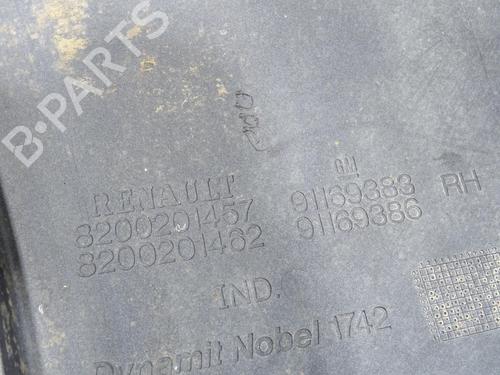 B-PARTS
RENAULT GM
8200201457 91169383 RH
8200201462 91169386
IND.
Dynamit Nobel 1742